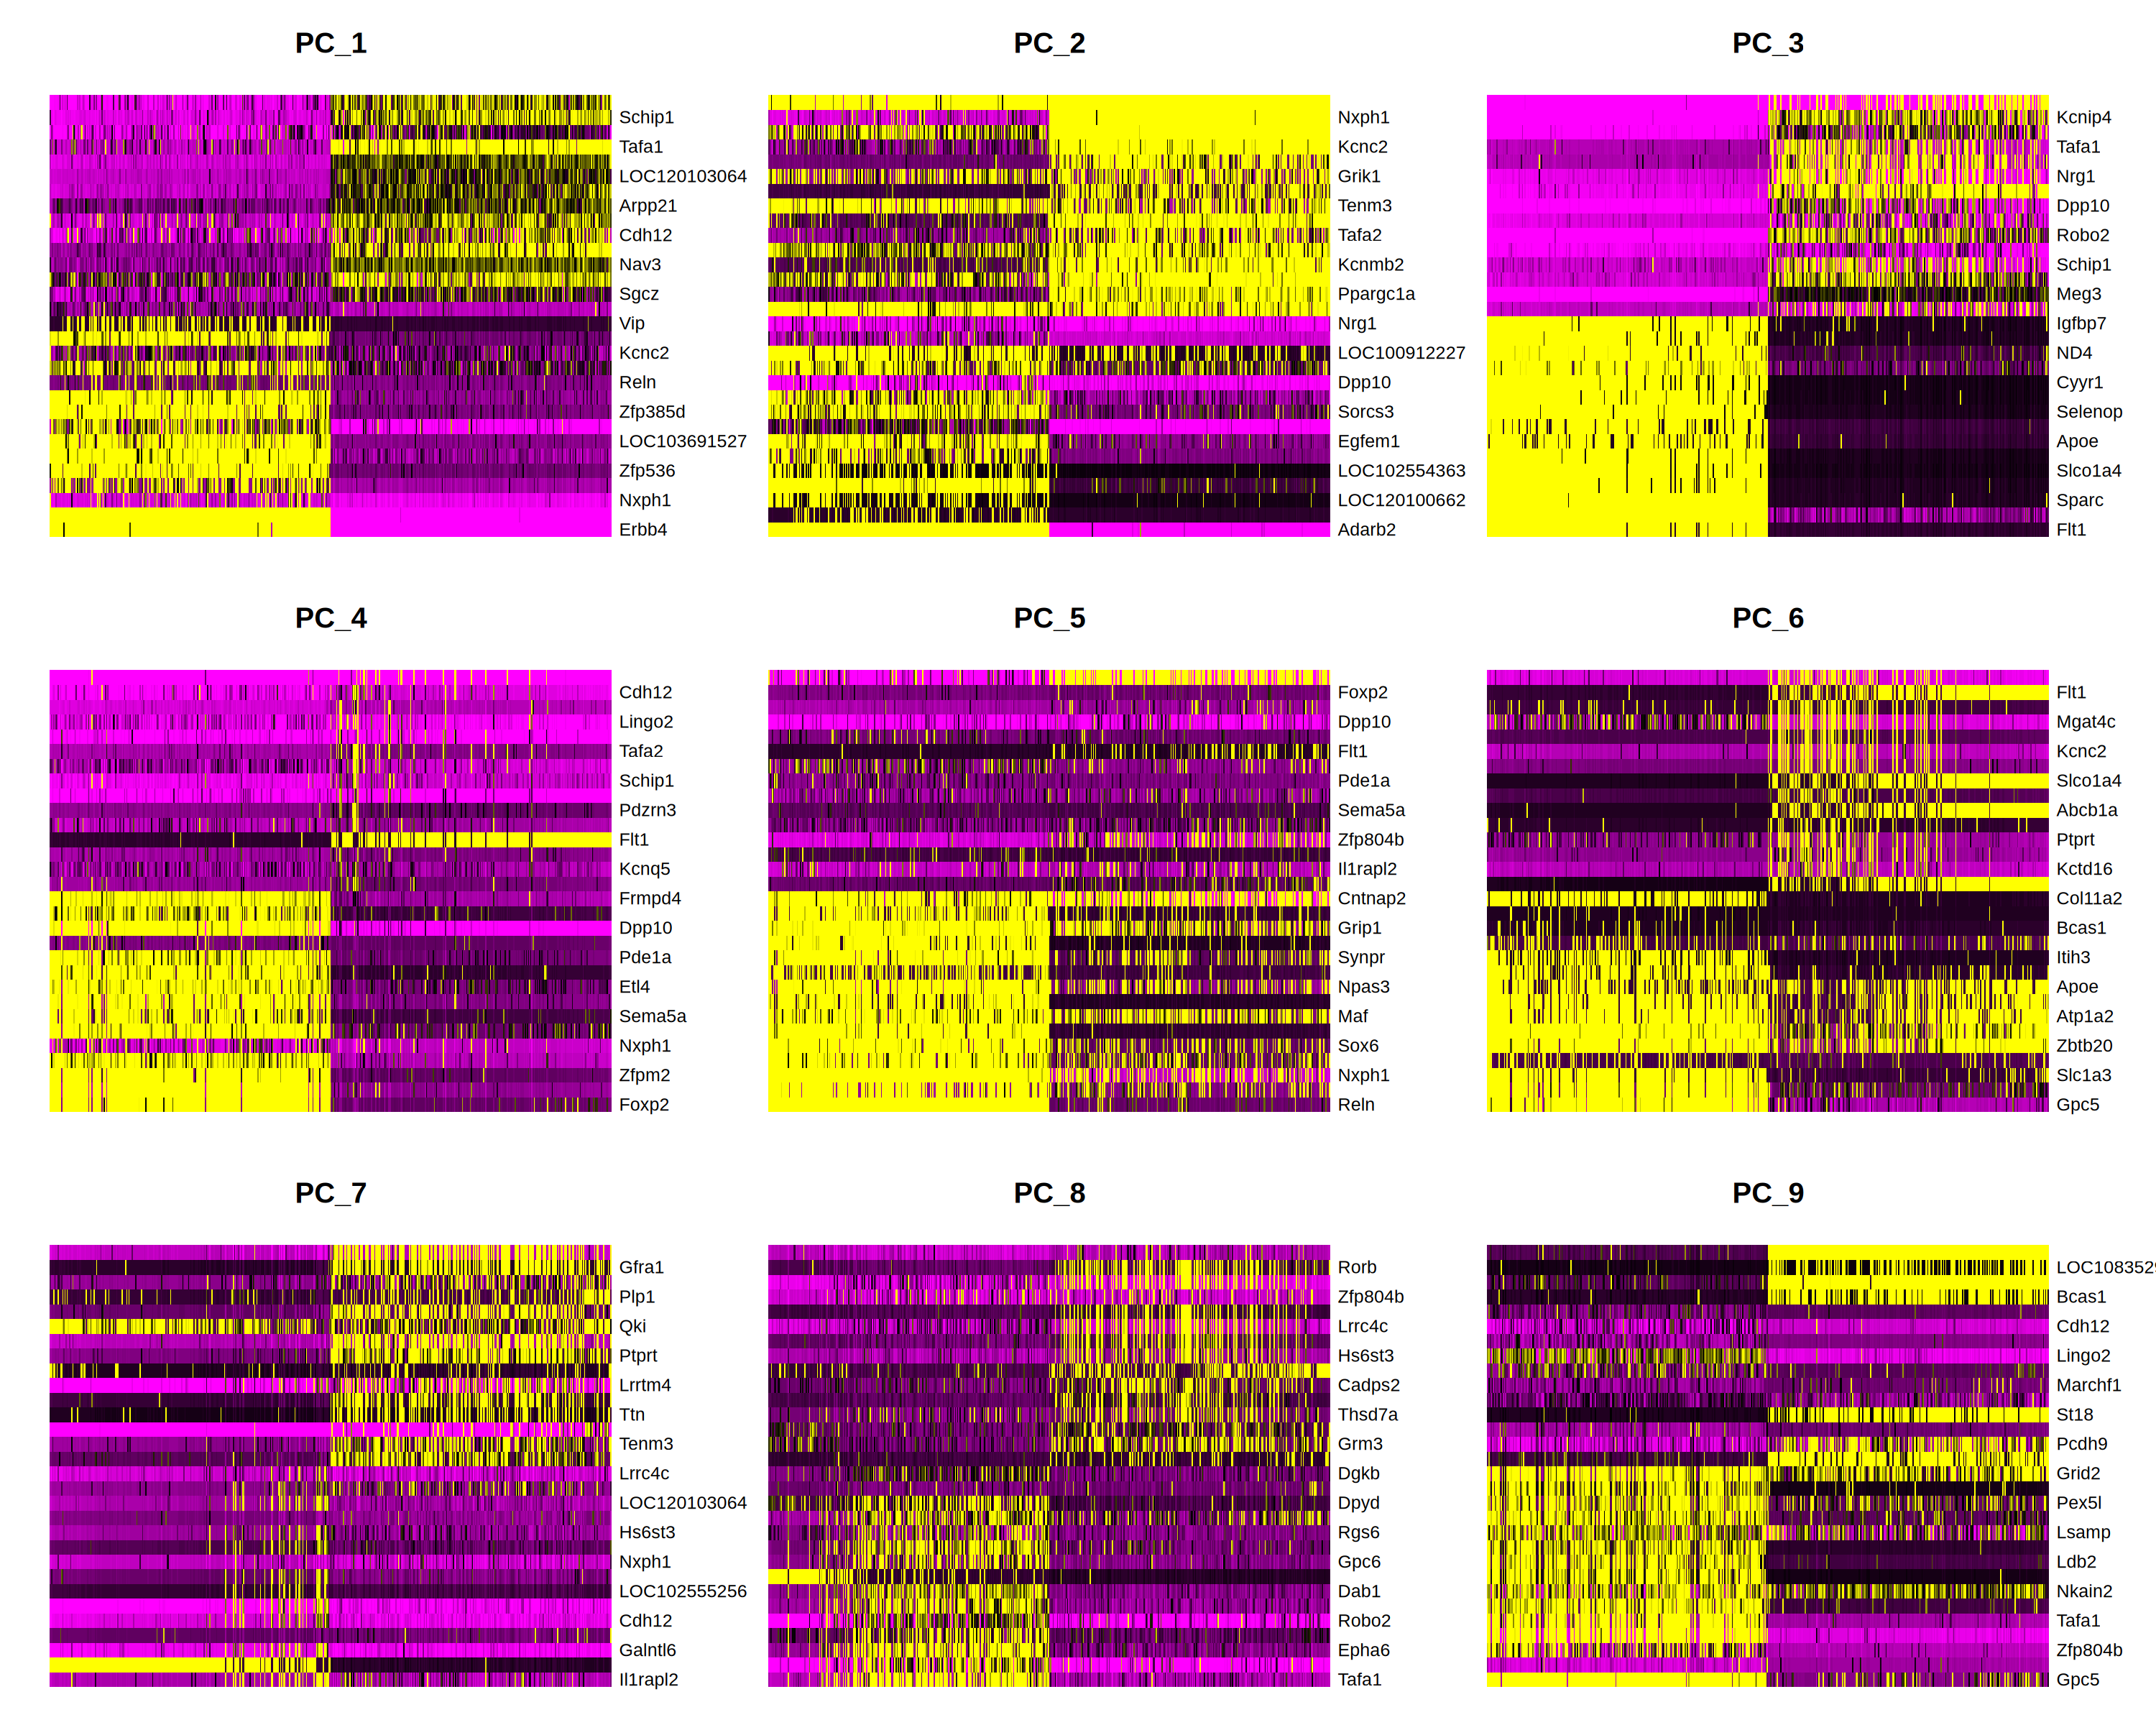 PC_1
Schip1
Tafa1
LOC120103064
Arpp21
Cdh12
Nav3
Sgcz
Vip
Kcnc2
Reln
Zfp385d
LOC103691527
Zfp536
Nxph1
Erbb4
PC_2
Nxph1
Kcnc2
Grik1
Tenm3
Tafa2
Kcnmb2
Ppargc1a
Nrg1
LOC100912227
Dpp10
Sorcs3
Egfem1
LOC102554363
LOC120100662
Adarb2
PC_3
Kcnip4
Tafa1
Nrg1
Dpp10
Robo2
Schip1
Meg3
Igfbp7
ND4
Cyyr1
Selenop
Apoe
Slco1a4
Sparc
Flt1
PC_4
Cdh12
Lingo2
Tafa2
Schip1
Pdzrn3
Flt1
Kcnq5
Frmpd4
Dpp10
Pde1a
Etl4
Sema5a
Nxph1
Zfpm2
Foxp2
PC_5
Foxp2
Dpp10
Flt1
Pde1a
Sema5a
Zfp804b
Il1rapl2
Cntnap2
Grip1
Synpr
Npas3
Maf
Sox6
Nxph1
Reln
PC_6
Flt1
Mgat4c
Kcnc2
Slco1a4
Abcb1a
Ptprt
Kctd16
Col11a2
Bcas1
Itih3
Apoe
Atp1a2
Zbtb20
Slc1a3
Gpc5
PC_7
Gfra1
Plp1
Qki
Ptprt
Lrrtm4
Ttn
Tenm3
Lrrc4c
LOC120103064
Hs6st3
Nxph1
LOC102555256
Cdh12
Galntl6
Il1rapl2
PC_8
Rorb
Zfp804b
Lrrc4c
Hs6st3
Cadps2
Thsd7a
Grm3
Dgkb
Dpyd
Rgs6
Gpc6
Dab1
Robo2
Epha6
Tafa1
PC_9
LOC108352
Bcas1
Cdh12
Lingo2
Marchf1
St18
Pcdh9
Grid2
Pex5l
Lsamp
Ldb2
Nkain2
Tafa1
Zfp804b
Gpc5